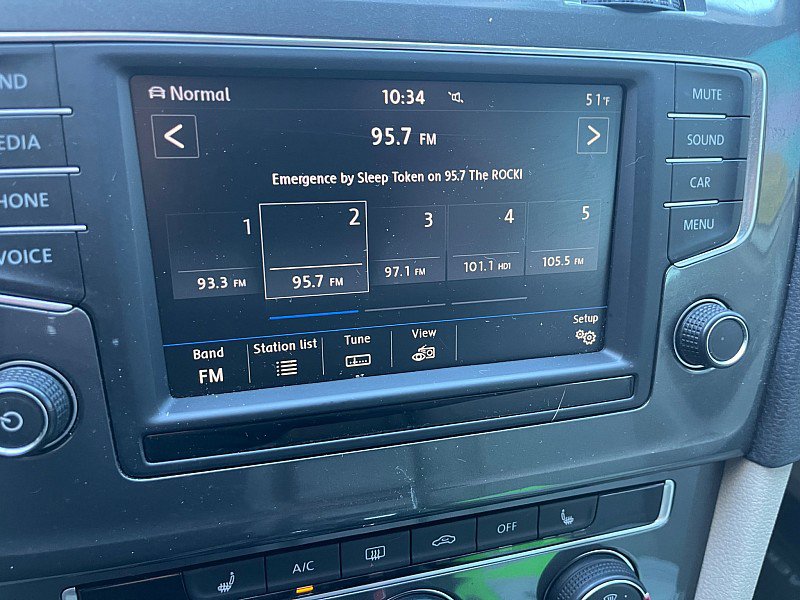 Normal 10:34 51°F
95.7 FM
Emergence by Sleep Token on 95.7 The ROCK!
1 2 3 4 5
93.3 FM 95.7 FM 97.1 FM 101.1 HD1 105.5 FM
Band Station list Tune View Setup
FM
ND
EDIA
HONE
VOICE
MUTE
SOUND
CAR
MENU
A/C
OFF